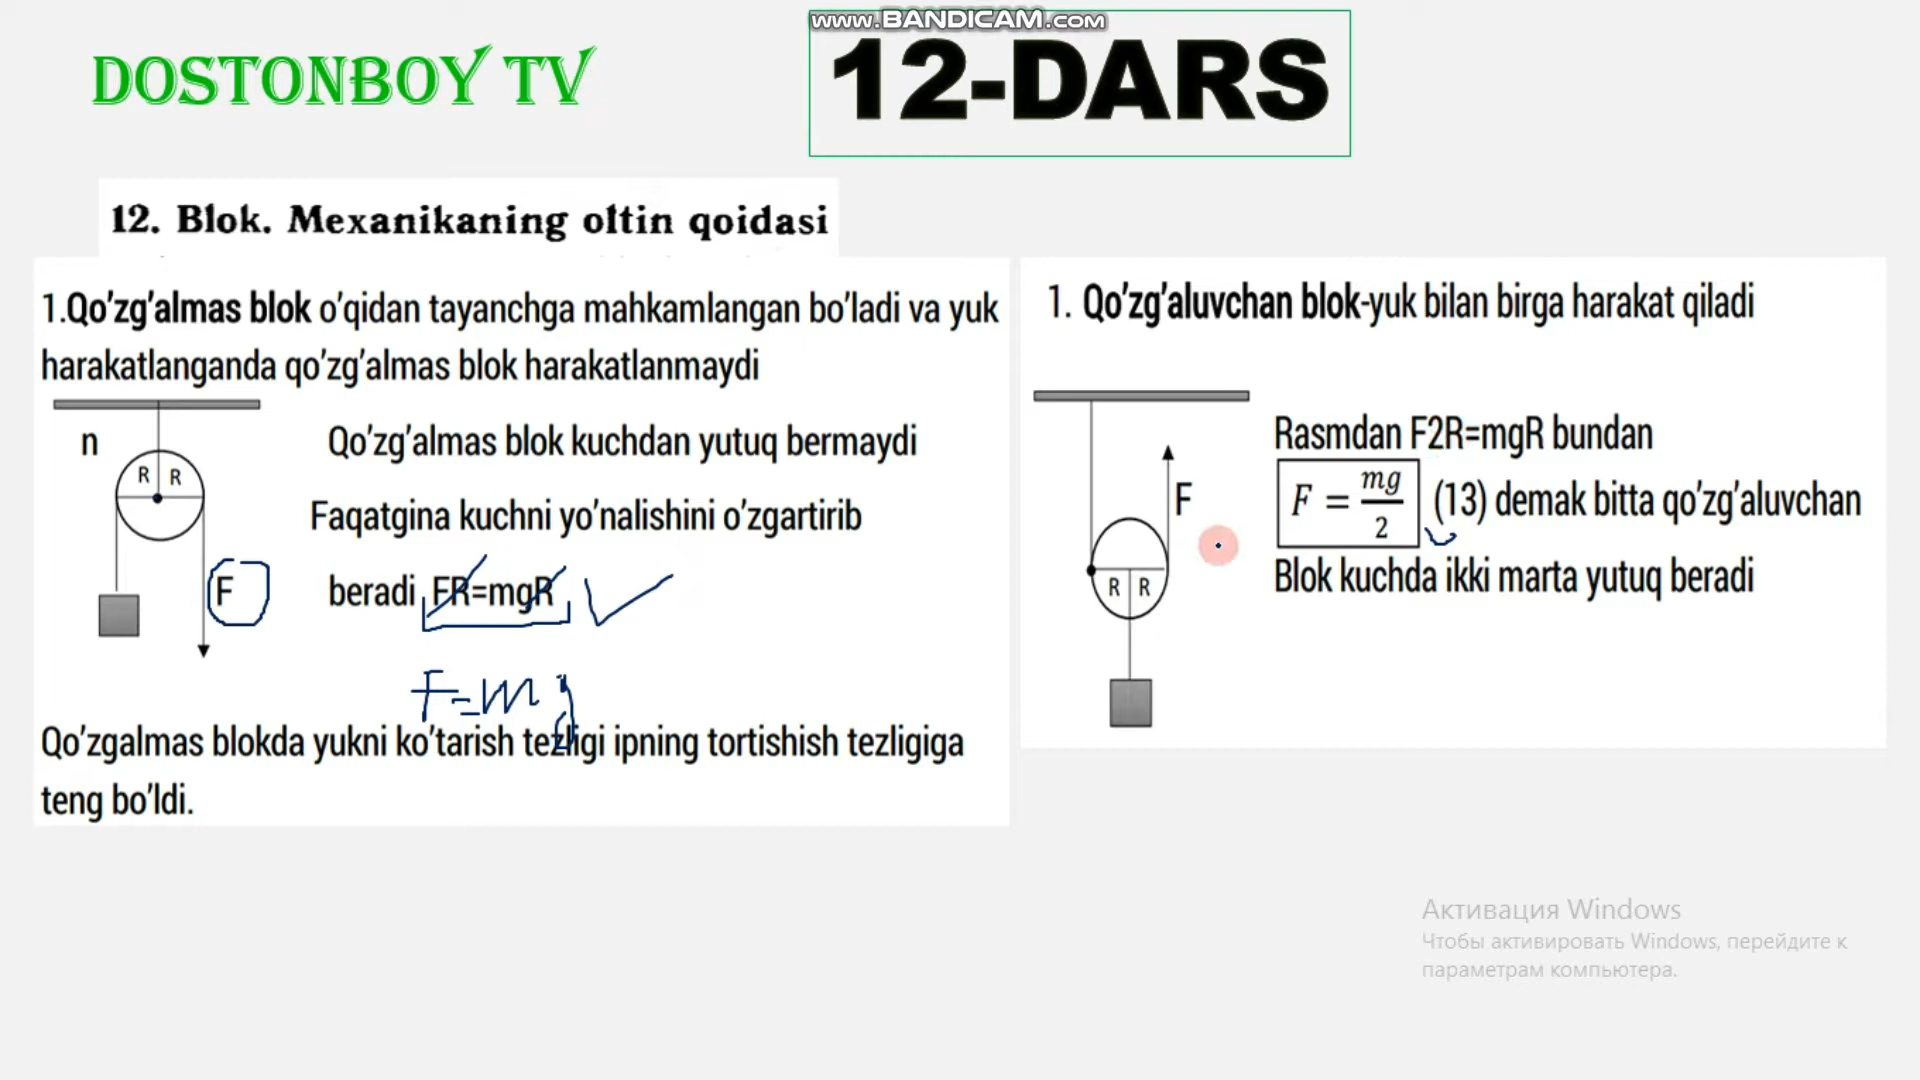 www.BANDICAM.com
DOSTONBOY TV
12-DARS
12. Blok. Mexanikaning oltin qoidasi
1.Qo’zg’almas blok o’qidan tayanchga mahkamlangan bo’ladi va yuk
harakatlanganda qo’zg’almas blok harakatlanmaydi
n
R R
F
Qo’zg’almas blok kuchdan yutuq bermaydi
Faqatgina kuchni yo’nalishini o’zgartirib
beradi FR=mgR
F=mg
Qo’zgalmas blokda yukni ko’tarish tezligi ipning tortishish tezligiga
teng bo’ldi.
1. Qo’zg’aluvchan blok-yuk bilan birga harakat qiladi
F
R R
Rasmdan F2R=mgR bundan
F = mg/2 (13) demak bitta qo’zg’aluvchan
Blok kuchda ikki marta yutuq beradi
Активация Windows
Чтобы активировать Windows, перейдите к
параметрам компьютера.